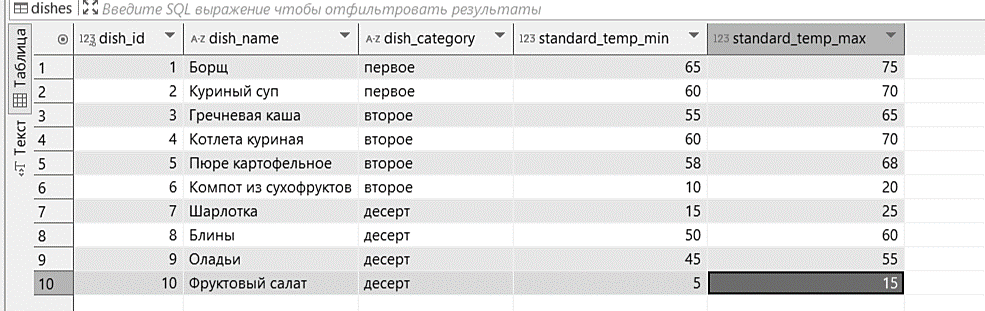 dishes Введите SQL выражение чтобы отфильтровать результаты
Таблица
Текст
123 dish_id A-Z dish_name A-Z dish_category 123 standard_temp_min 123 standard_temp_max
1 1 Борщ первое 65 75
2 2 Куриный суп первое 60 70
3 3 Гречневая каша второе 55 65
4 4 Котлета куриная второе 60 70
5 5 Пюре картофельное второе 58 68
6 6 Компот из сухофруктов второе 10 20
7 7 Шарлотка десерт 15 25
8 8 Блины десерт 50 60
9 9 Оладьи десерт 45 55
10 10 Фруктовый салат десерт 5 15